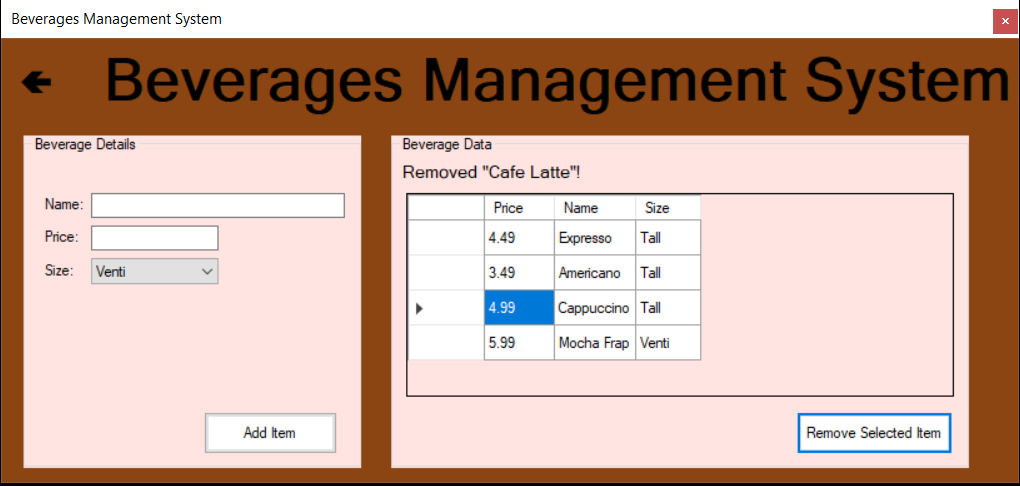 Beverages Management System
Beverages Management System
Beverage Details
Name:
Price:
Size: Venti
Add Item
Beverage Data
Removed "Cafe Latte"!
Price Name Size
4.49 Expresso Tall
3.49 Americano Tall
4.99 Cappuccino Tall
5.99 Mocha Frap Venti
Remove Selected Item